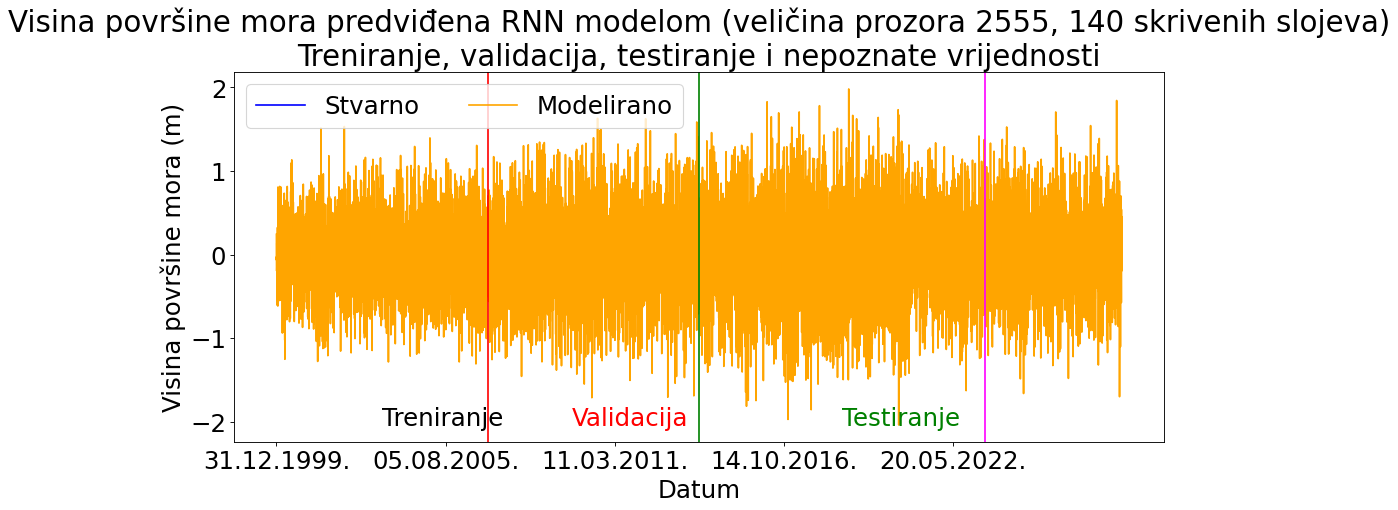 Visina površine mora predviđena RNN modelom (veličina prozora 2555, 140 skrivenih slojeva)
Treniranje, validacija, testiranje i nepoznate vrijednosti
Stvarno
Modelirano
Visina površine mora (m)
2
1
0
−1
−2
Treniranje
Validacija
Testiranje
31.12.1999.
05.08.2005.
11.03.2011.
14.10.2016.
20.05.2022.
Datum